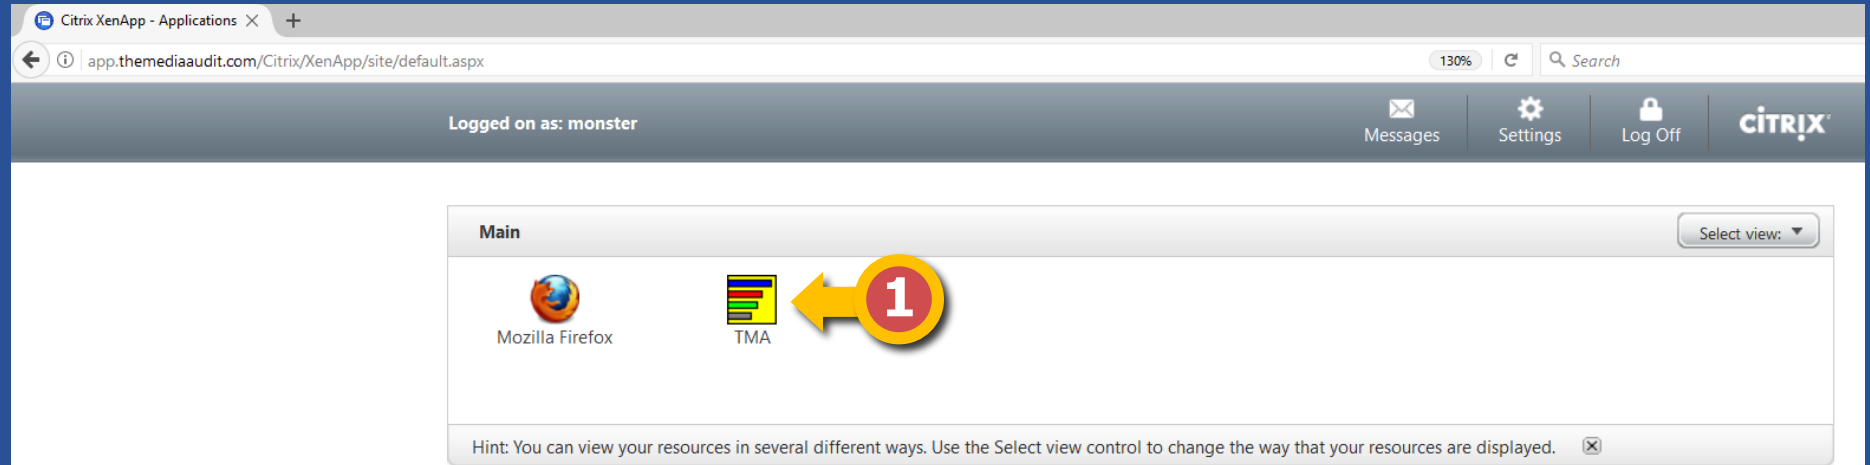 Citrix XenApp - Applications
app.themediaaudit.com/Citrix/XenApp/site/default.aspx
130%
Search
Logged on as: monster
Messages
Settings
Log Off
CİTRIX
Main
Select view:
Mozilla Firefox
TMA
1
Hint: You can view your resources in several different ways. Use the Select view control to change the way that your resources are displayed.